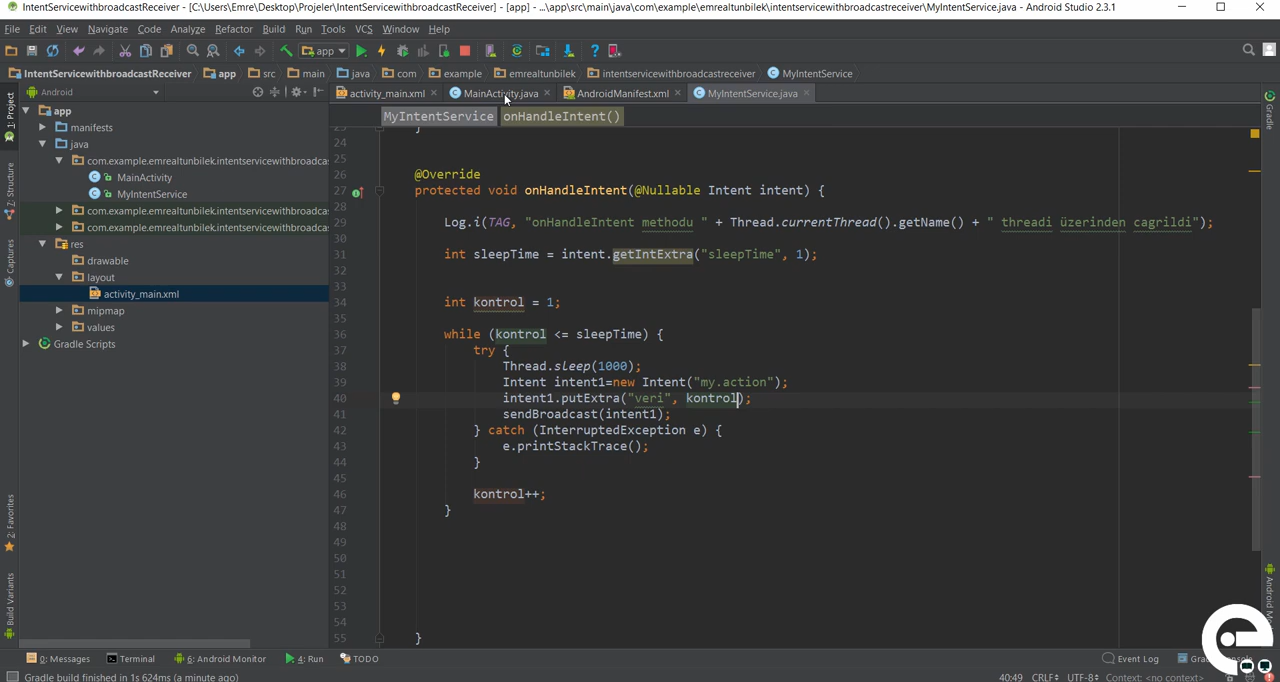 IntentServicewithbroadcastReceiver - [C:\Users\Emre\Desktop\Projeler\IntentServicewithbroadcastReceiver] - [app] - ...\app\src\main\java\com\example\emrealtunbilek\intentservicewithbroadcastreceiver\MyIntentService.java - Android Studio 2.3.1
File Edit View Navigate Code Analyze Refactor Build Run Tools VCS Window Help
app
IntentServicewithbroadcastReceiver app src main java com example emrealtunbilek intentservicewithbroadcastreceiver MyIntentService
Android
activity_main.xml MainActivity.java AndroidManifest.xml MyIntentService.java
MyIntentService onHandleIntent()
1: Project
Z: Structure
Captures
2: Favorites
Build Variants
app
manifests
java
com.example.emrealtunbilek.intentservicewithbroadca
MainActivity
MyIntentService
com.example.emrealtunbilek.intentservicewithbroadca
com.example.emrealtunbilek.intentservicewithbroadca
res
drawable
layout
activity_main.xml
mipmap
values
Gradle Scripts
}
24
25
26 @Override
27 protected void onHandleIntent(@Nullable Intent intent) {
28
29 Log.i(TAG, "onHandleIntent methodu " + Thread.currentThread().getName() + " threadi üzerinden cagrildi");
30
31 int sleepTime = intent.getIntExtra("sleepTime", 1);
32
33
34 int kontrol = 1;
35
36 while (kontrol <= sleepTime) {
37 try {
38 Thread.sleep(1000);
39 Intent intent1=new Intent("my.action");
40 intent1.putExtra("veri", kontrol);
41 sendBroadcast(intent1);
42 } catch (InterruptedException e) {
43 e.printStackTrace();
44 }
45
46 kontrol++;
47 }
48
49
50
51
52
53
54
55 }
Gradle
0: Messages Terminal 6: Android Monitor 4: Run TODO Event Log
Gradle build finished in 1s 624ms (a minute ago) 40:49 CRLF UTF-8 Context: <no context>